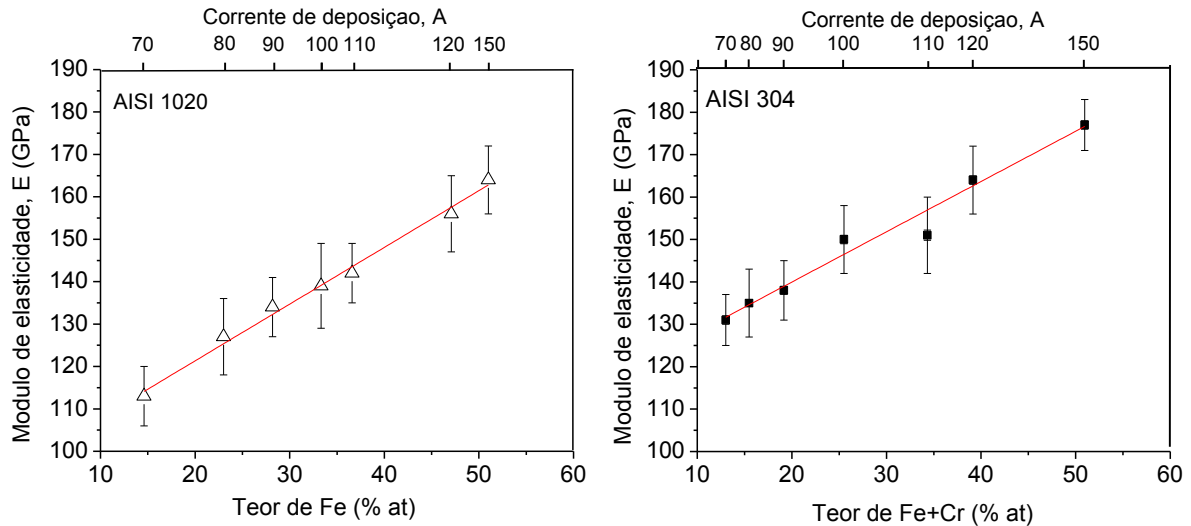 Corrente de deposiçao, A
70 80 90 100 110 120 150
190
180
170
160
150
140
130
120
110
100
AISI 1020
Modulo de elasticidade, E (GPa)
10 20 30 40 50 60
Teor de Fe (% at)
Corrente de deposiçao, A
70 80 90 100 110 120 150
190
180
170
160
150
140
130
120
110
100
AISI 304
Modulo de elasticidade, E (GPa)
10 20 30 40 50 60
Teor de Fe+Cr (% at)